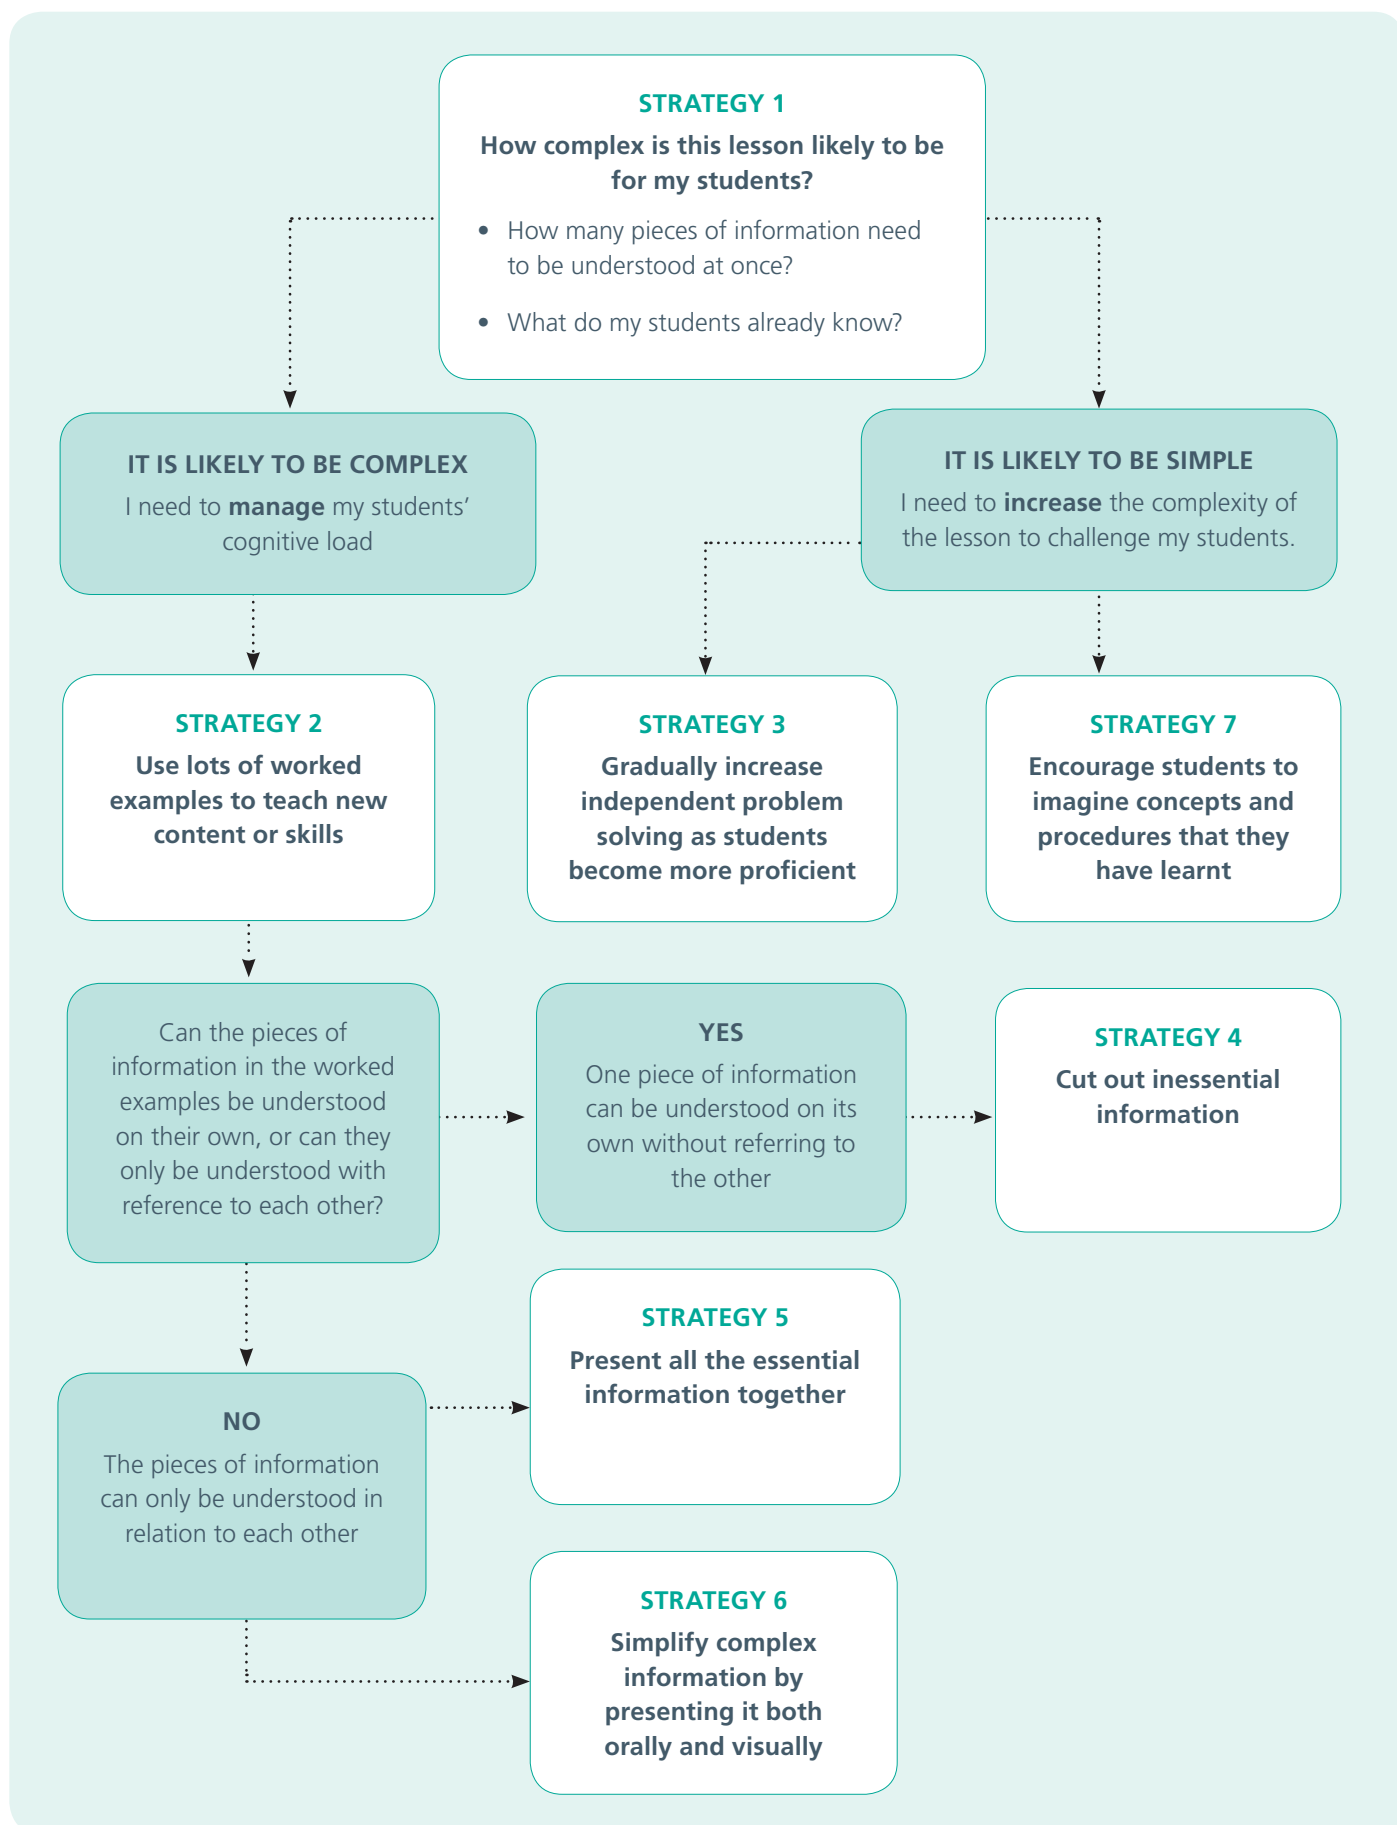 STRATEGY 1
How complex is this lesson likely to be
for my students?
• How many pieces of information need
to be understood at once?
• What do my students already know?
IT IS LIKELY TO BE COMPLEX
I need to manage my students’
cognitive load
IT IS LIKELY TO BE SIMPLE
I need to increase the complexity of
the lesson to challenge my students.
STRATEGY 2
Use lots of worked
examples to teach new
content or skills
STRATEGY 3
Gradually increase
independent problem
solving as students
become more proficient
STRATEGY 7
Encourage students to
imagine concepts and
procedures that they
have learnt
Can the pieces of
information in the worked
examples be understood
on their own, or can they
only be understood with
reference to each other?
YES
One piece of information
can be understood on its
own without referring to
the other
STRATEGY 4
Cut out inessential
information
STRATEGY 5
Present all the essential
information together
NO
The pieces of information
can only be understood in
relation to each other
STRATEGY 6
Simplify complex
information by
presenting it both
orally and visually